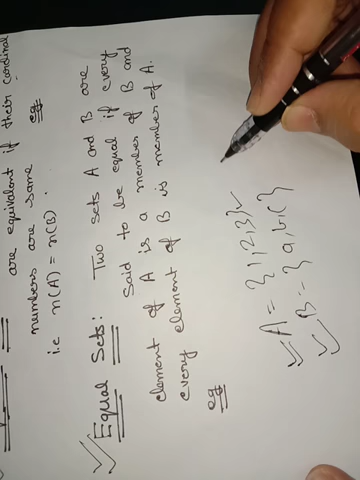 are equivalent if their cardinal
numbers are same eg
i.e n(A) = n(B) .
Equal Sets: Two sets A and B are
Said to be equal if every
element of A is a member of B and
every element of B is member of A.
eg
A = {1,2,3}
B = {a,b,c}